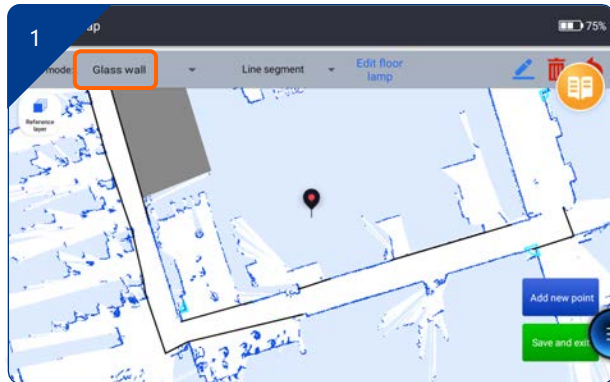 1
ap
75%
mode:
Glass wall
Line segment
Edit floor
lamp
Reference
layer
Add new point
Save and exit